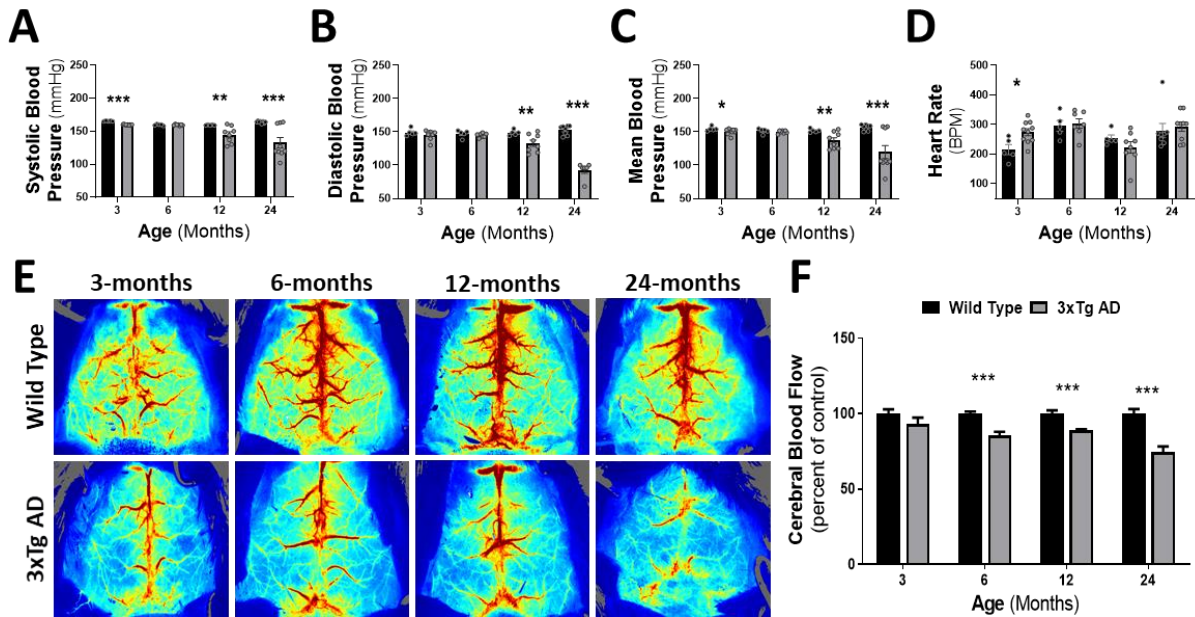 A
Systolic Blood
Pressure (mmHg)
250
200
150
100
50
***
**
***
3
6
12
24
Age (Months)
B
Diastolic Blood
Pressure (mmHg)
250
200
150
100
50
**
***
3
6
12
24
Age (Months)
C
Mean Blood
Pressure (mmHg)
250
200
150
100
50
*
**
***
3
6
12
24
Age (Months)
D
Heart Rate
(BPM)
500
400
300
200
100
*
3
6
12
24
Age (Months)
E
3-months
6-months
12-months
24-months
Wild Type
3xTg AD
F
Wild Type
3xTg AD
Cerebral Blood Flow
(percent of control)
150
100
50
0
***
***
***
3
6
12
24
Age (Months)